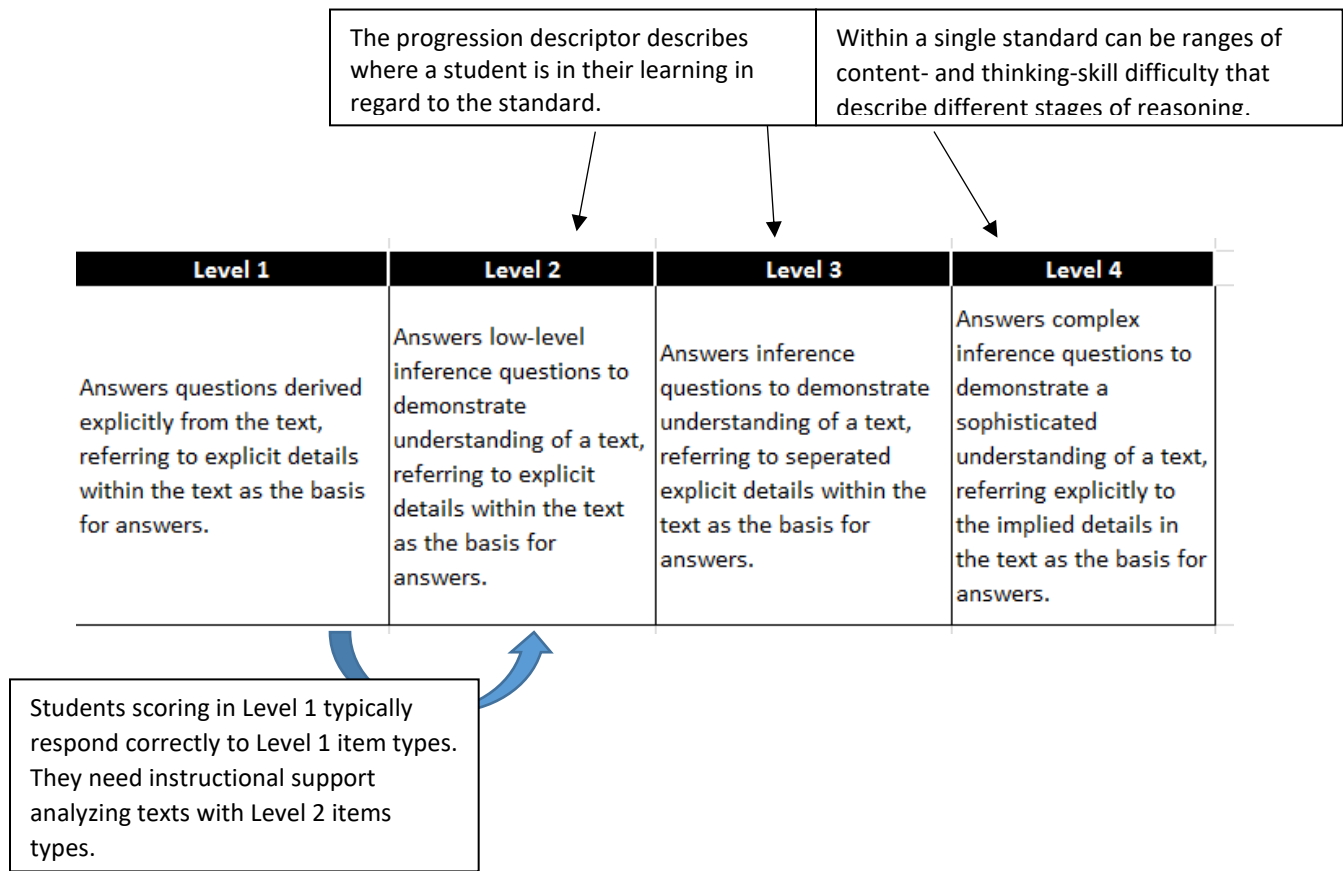 The progression descriptor describes
where a student is in their learning in
regard to the standard.
Within a single standard can be ranges of
content- and thinking-skill difficulty that
describe different stages of reasoning.
Level 1
Level 2
Level 3
Level 4
Answers questions derived
explicitly from the text,
referring to explicit details
within the text as the basis
for answers.
Answers low-level
inference questions to
demonstrate
understanding of a text,
referring to explicit
details within the text
as the basis for
answers.
Answers inference
questions to demonstrate
understanding of a text,
referring to seperated
explicit details within the
text as the basis for
answers.
Answers complex
inference questions to
demonstrate a
sophisticated
understanding of a text,
referring explicitly to
the implied details in
the text as the basis for
answers.
Students scoring in Level 1 typically
respond correctly to Level 1 item types.
They need instructional support
analyzing texts with Level 2 items
types.